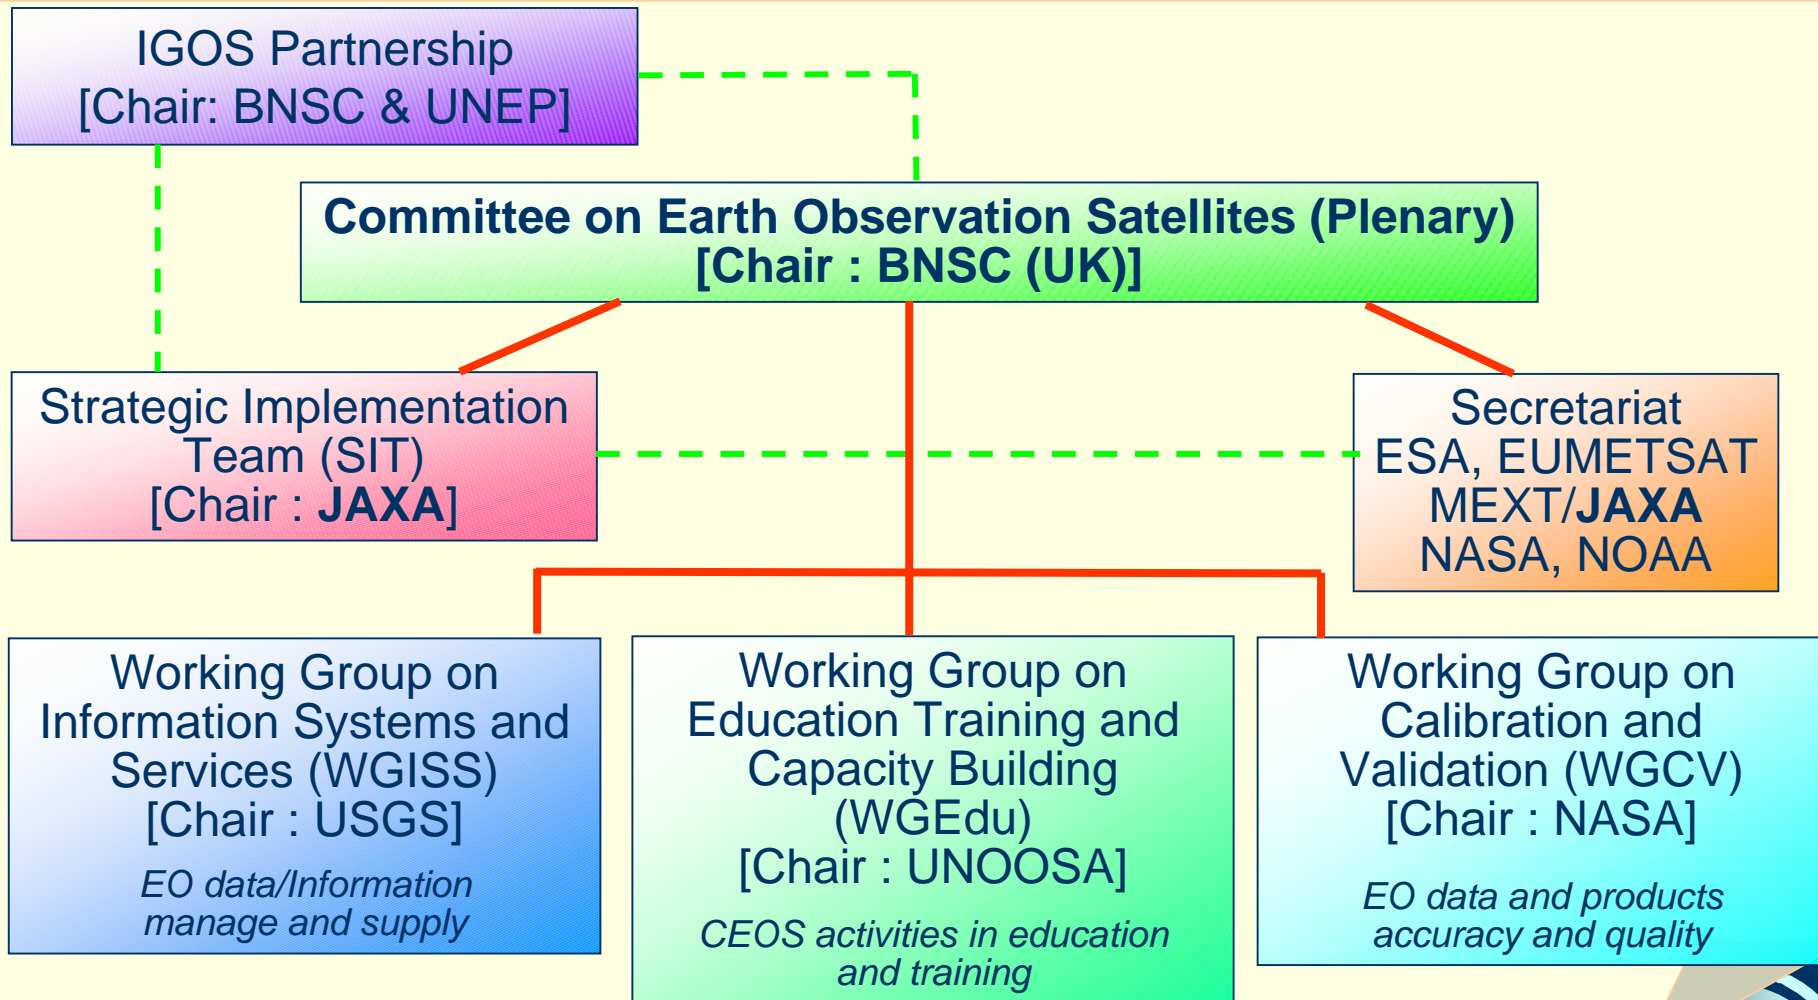 IGOS Partnership
[Chair: BNSC & UNEP]
Committee on Earth Observation Satellites (Plenary)
[Chair : BNSC (UK)]
Strategic Implementation
Team (SIT)
[Chair : JAXA]
Secretariat
ESA, EUMETSAT
MEXT/JAXA
NASA, NOAA
Working Group on
Information Systems and
Services (WGISS)
[Chair : USGS]
EO data/Information
manage and supply
Working Group on
Education Training and
Capacity Building
(WGEdu)
[Chair : UNOOSA]
CEOS activities in education
and training
Working Group on
Calibration and
Validation (WGCV)
[Chair : NASA]
EO data and products
accuracy and quality